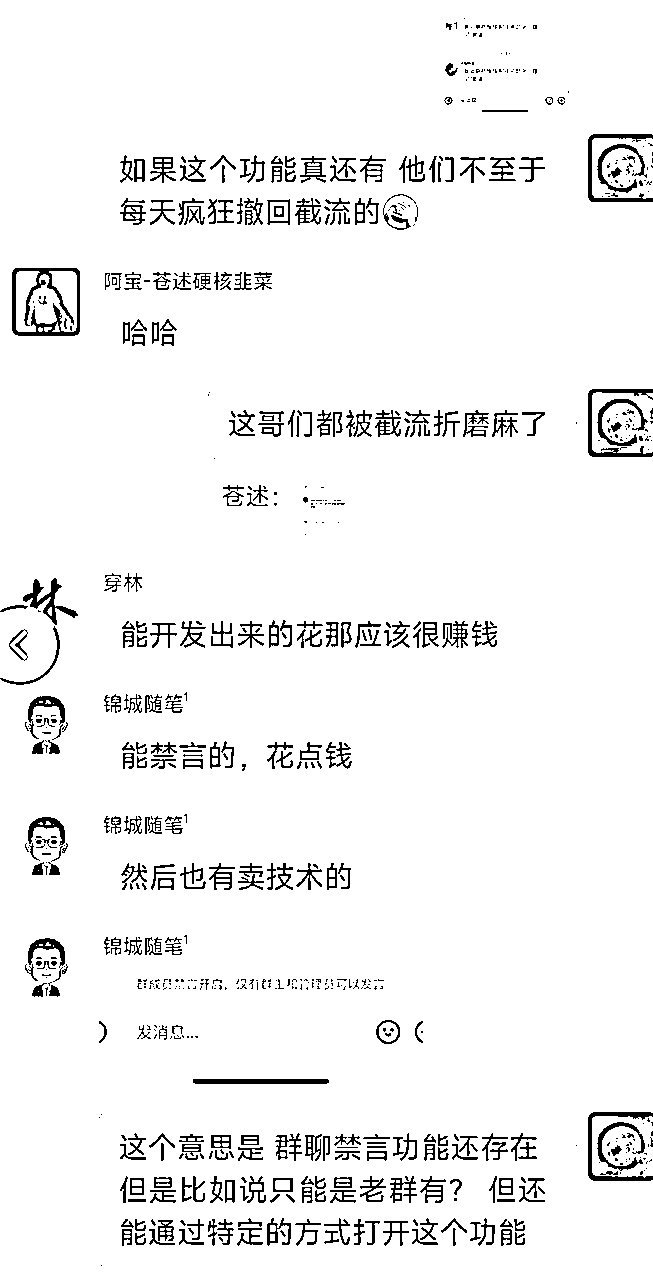 如果这个功能真还有 他们不至于
每天疯狂撤回截流的
阿宝-苍述硬核韭菜
哈哈
这哥们都被截流折磨麻了
苍述：
林
穿林
能开发出来的花那应该很赚钱
锦城随笔¹
能禁言的，花点钱
锦城随笔¹
然后也有卖技术的
锦城随笔¹
群成员禁言开启，仅有群主和管理员可以发言
发消息...
这个意思是 群聊禁言功能还存在
但是比如说只能是老群有？ 但还
能通过特定的方式打开这个功能